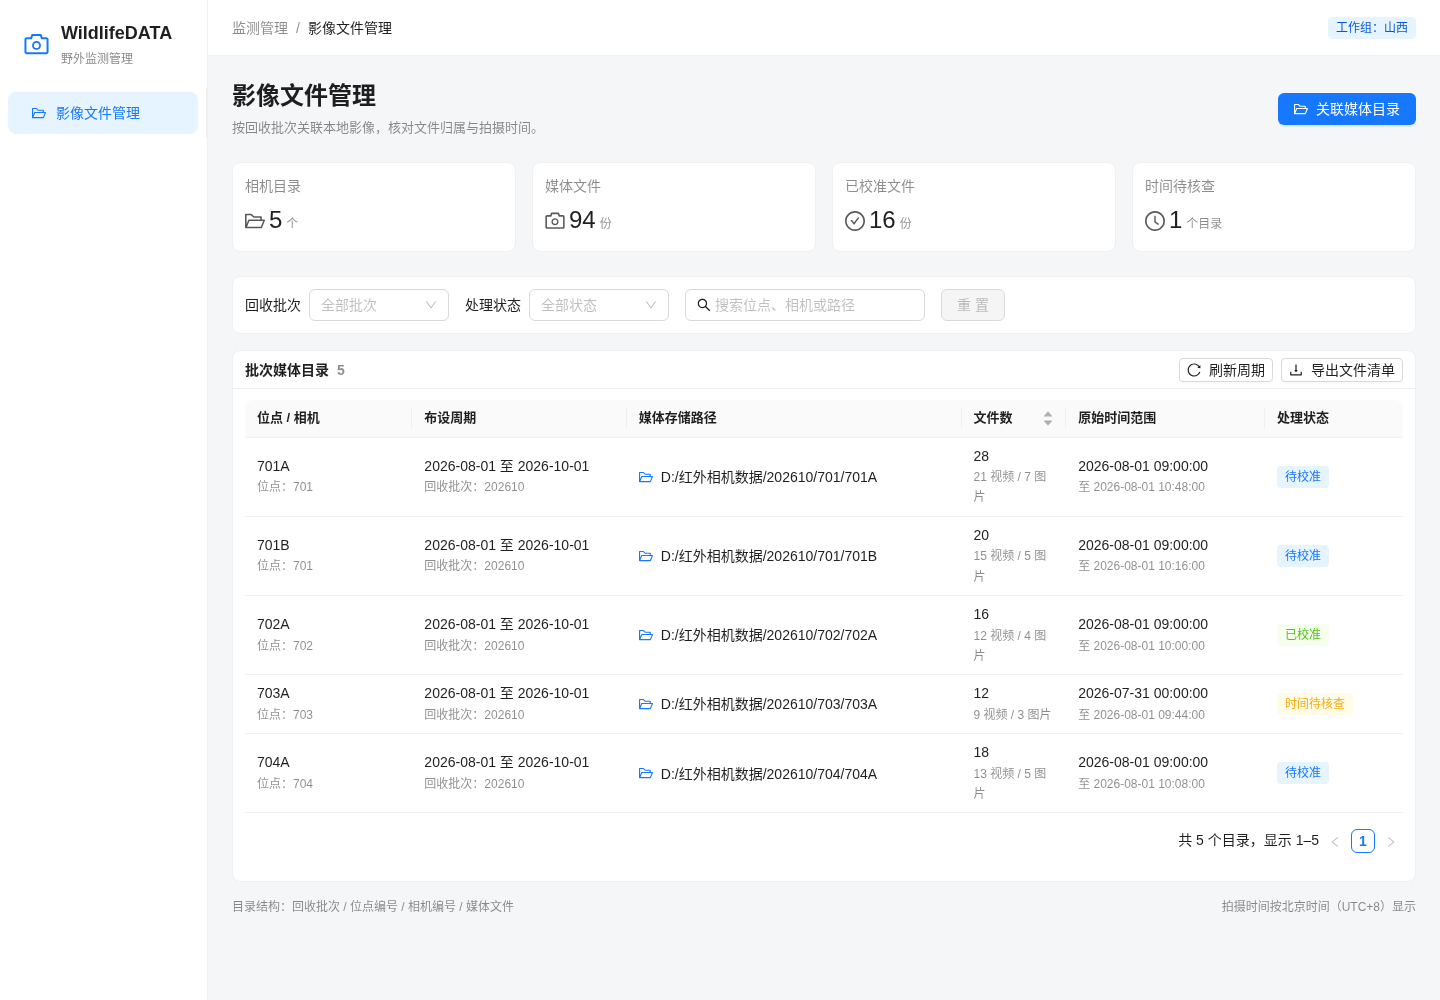 WildlifeDATA
野外监测管理
影像文件管理
监测管理 / 影像文件管理
工作组：山西
影像文件管理
按回收批次关联本地影像，核对文件归属与拍摄时间。
关联媒体目录
相机目录
5 个
媒体文件
94 份
已校准文件
16 份
时间待核查
1 个目录
回收批次 全部批次 处理状态 全部状态 搜索位点、相机或路径 重 置
批次媒体目录 5
刷新周期 导出文件清单
位点 / 相机 布设周期 媒体存储路径 文件数 原始时间范围 处理状态
701A
位点：701
2026-08-01 至 2026-10-01
回收批次：202610
D:/红外相机数据/202610/701/701A
28
21 视频 / 7 图
片
2026-08-01 09:00:00
至 2026-08-01 10:48:00
待校准
701B
位点：701
2026-08-01 至 2026-10-01
回收批次：202610
D:/红外相机数据/202610/701/701B
20
15 视频 / 5 图
片
2026-08-01 09:00:00
至 2026-08-01 10:16:00
待校准
702A
位点：702
2026-08-01 至 2026-10-01
回收批次：202610
D:/红外相机数据/202610/702/702A
16
12 视频 / 4 图
片
2026-08-01 09:00:00
至 2026-08-01 10:00:00
已校准
703A
位点：703
2026-08-01 至 2026-10-01
回收批次：202610
D:/红外相机数据/202610/703/703A
12
9 视频 / 3 图片
2026-07-31 00:00:00
至 2026-08-01 09:44:00
时间待核查
704A
位点：704
2026-08-01 至 2026-10-01
回收批次：202610
D:/红外相机数据/202610/704/704A
18
13 视频 / 5 图
片
2026-08-01 09:00:00
至 2026-08-01 10:08:00
待校准
共 5 个目录，显示 1–5 1
目录结构：回收批次 / 位点编号 / 相机编号 / 媒体文件
拍摄时间按北京时间（UTC+8）显示